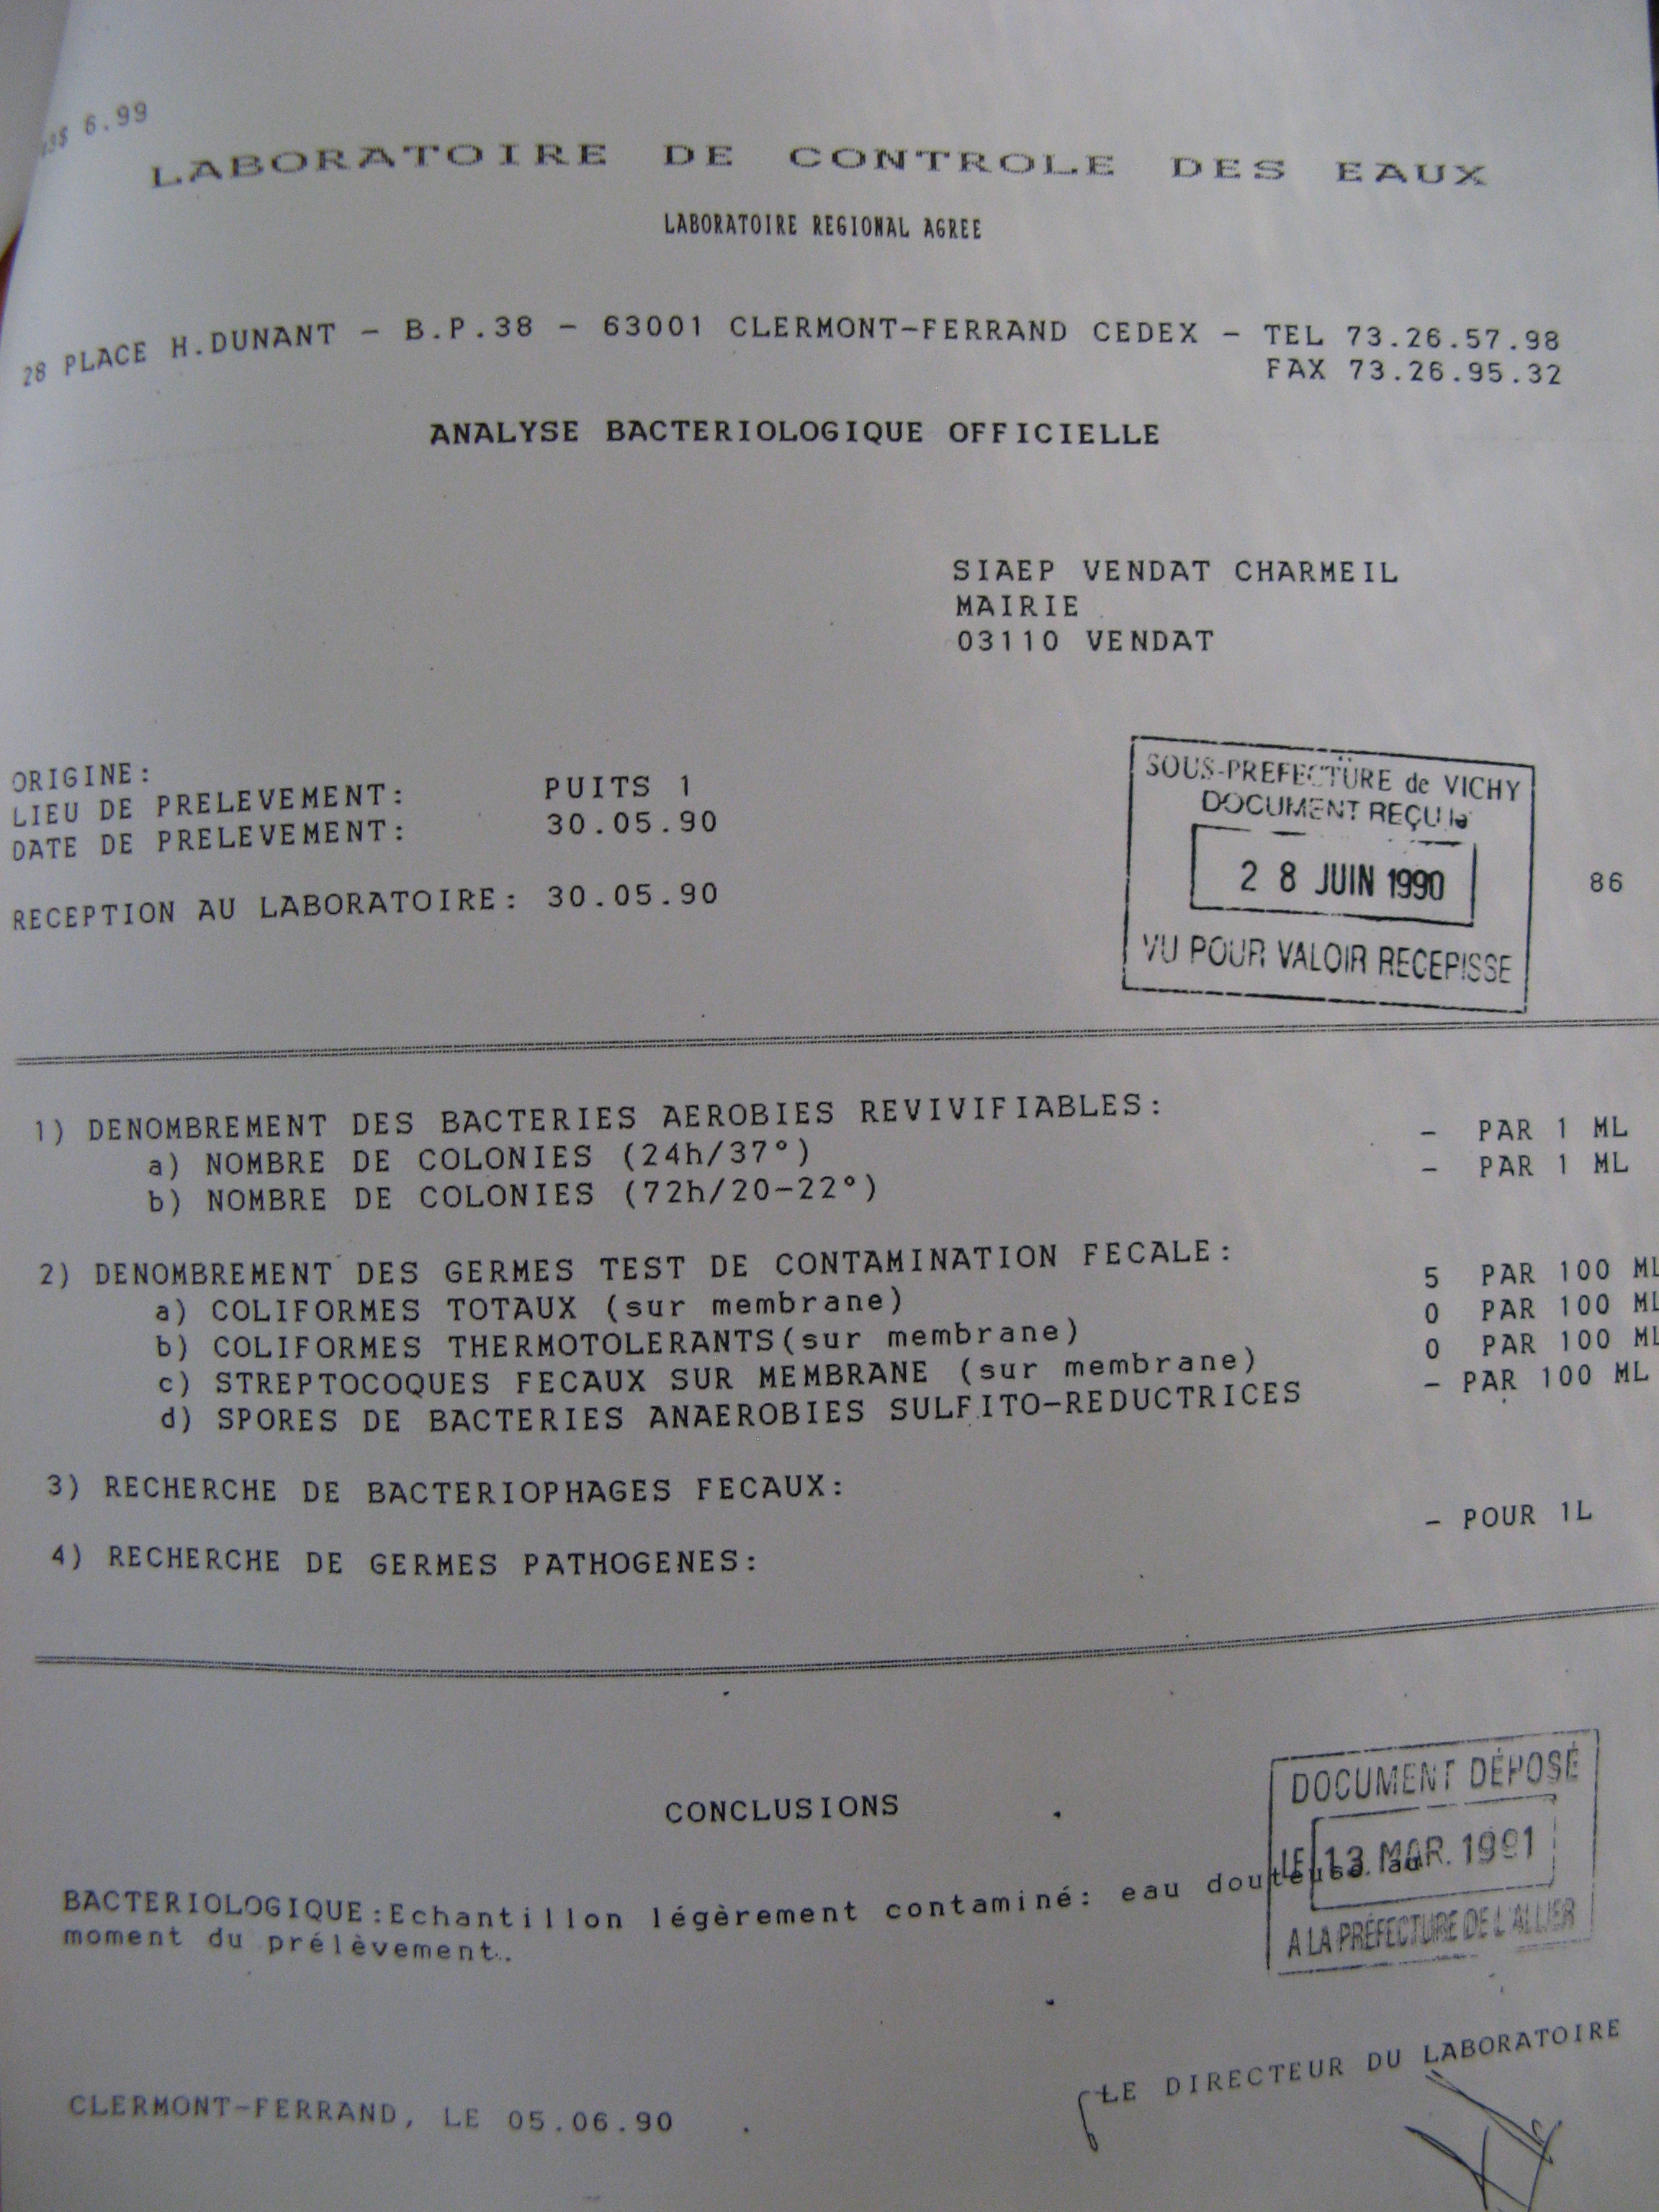 6.99
LABORATOIRE DE CONTROLE DES EAUX
LABORATOIRE REGIONAL AGREE
28 PLACE H.DUNANT - B.P.38 - 63001 CLERMONT-FERRAND CEDEX - TEL 73.26.57.98
FAX 73.26.95.32
ANALYSE BACTERIOLOGIQUE OFFICIELLE
SIAEP VENDAT CHARMEIL
MAIRIE
03110 VENDAT
ORIGINE:
LIEU DE PRELEVEMENT: PUITS 1
DATE DE PRELEVEMENT: 30.05.90
RECEPTION AU LABORATOIRE: 30.05.90
SOUS-PREFECTURE de VICHY
DOCUMENT REÇU le
28 JUIN 1990
VU POUR VALOIR RECEPISSE
86
1) DENOMBREMENT DES BACTERIES AEROBIES REVIVIFIABLES:
a) NOMBRE DE COLONIES (24h/37°) - PAR 1 ML
b) NOMBRE DE COLONIES (72h/20-22°) - PAR 1 ML
2) DENOMBREMENT DES GERMES TEST DE CONTAMINATION FECALE:
a) COLIFORMES TOTAUX (sur membrane) 5 PAR 100 ML
b) COLIFORMES THERMOTOLERANTS(sur membrane) 0 PAR 100 ML
c) STREPTOCOQUES FECAUX SUR MEMBRANE (sur membrane) 0 PAR 100 ML
d) SPORES DE BACTERIES ANAEROBIES SULFITO-REDUCTRICES - PAR 100 ML
3) RECHERCHE DE BACTERIOPHAGES FECAUX: - POUR 1L
4) RECHERCHE DE GERMES PATHOGENES:
CONCLUSIONS
DOCUMENT DÉPOSÉ
LE 13 MAR. 1991
A LA PRÉFECTURE DE L'ALLIER
BACTERIOLOGIQUE:Echantillon légèrement contaminé: eau douteuse au
moment du prélèvement..
LE DIRECTEUR DU LABORATOIRE
CLERMONT-FERRAND, LE 05.06.90